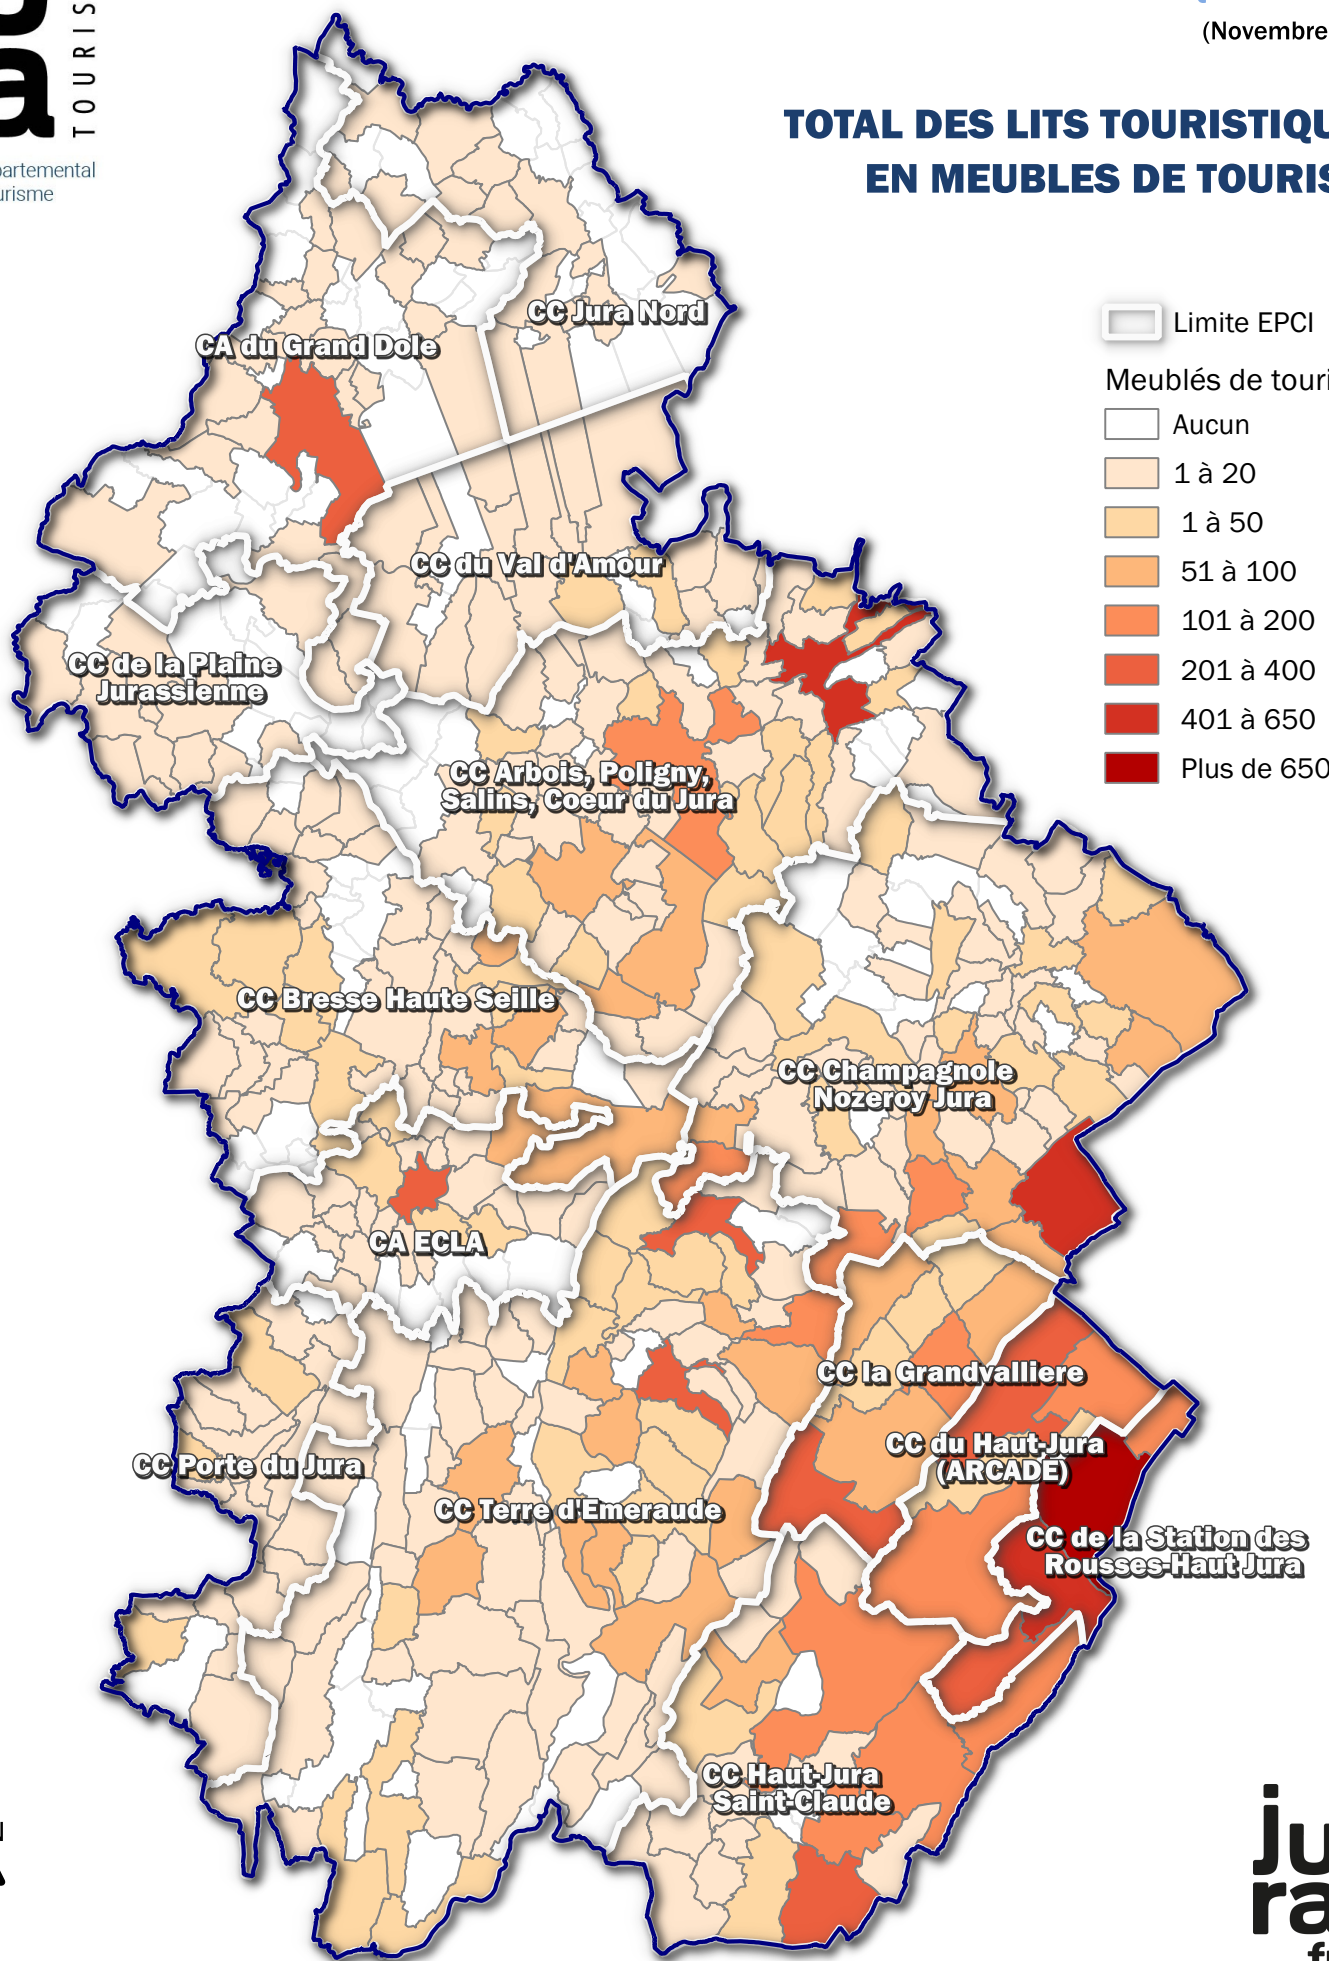 TOURIS
partemental
urisme
(Novembre
TOTAL DES LITS TOURISTIQU
EN MEUBLES DE TOURIS
Limite EPCI
Meublés de touri
Aucun
1 à 20
1 à 50
51 à 100
101 à 200
201 à 400
401 à 650
Plus de 650
CC Jura Nord
CA du Grand Dole
CC du Val d'Amour
CC de la Plaine
Jurassienne
CC Arbois, Poligny,
Salins, Coeur du Jura
CC Bresse Haute Seille
CC Champagnole
Nozeroy Jura
CA ECLA
CC la Grandvalliere
CC du Haut-Jura
(ARCADE)
CC Porte du Jura
CC Terre d'Emeraude
CC de la Station des
Rousses-Haut Jura
CC Haut-Jura
Saint-Claude
ju
ra